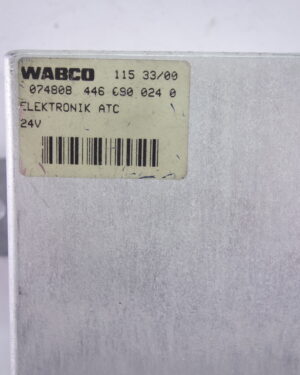 WABCO 115 33/00
074808 446 690 024 0
ELEKTRONIK ATC
24V